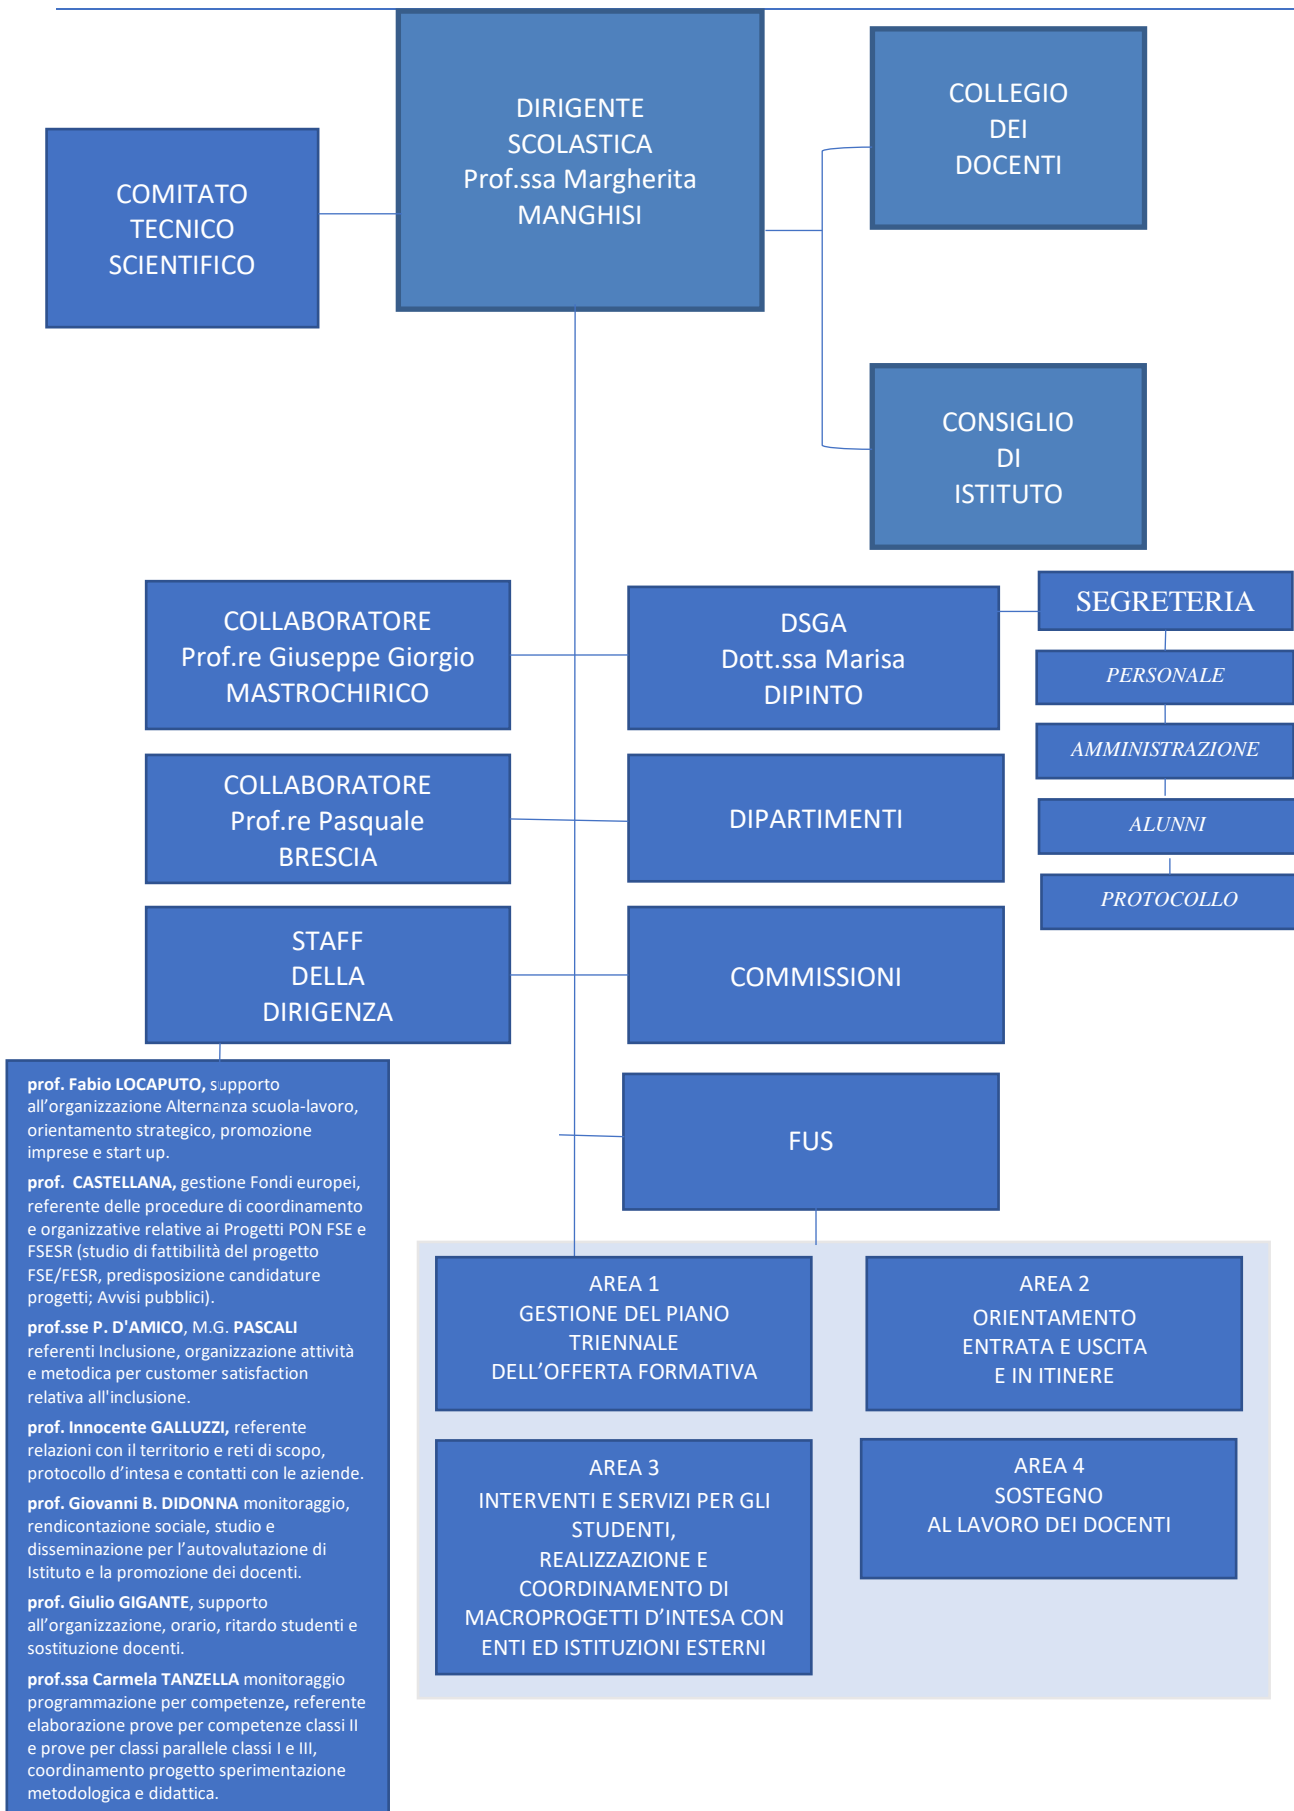 DIRIGENTE
SCOLASTICA
Prof.ssa Margherita
MANGHISI
COLLEGIO
DEI
DOCENTI
COMITATO
TECNICO
SCIENTIFICO
CONSIGLIO
DI
ISTITUTO
COLLABORATORE
Prof.re Giuseppe Giorgio
MASTROCHIRICO
DSGA
Dott.ssa Marisa
DIPINTO
SEGRETERIA
PERSONALE
AMMINISTRAZIONE
ALUNNI
PROTOCOLLO
COLLABORATORE
Prof.re Pasquale
BRESCIA
DIPARTIMENTI
STAFF
DELLA
DIRIGENZA
COMMISSIONI
prof. Fabio LOCAPUTO, supporto
all'organizzazione Alternanza scuola-lavoro,
orientamento strategico, promozione
imprese e start up.
prof. CASTELLANA, gestione Fondi europei,
referente delle procedure di coordinamento
e organizzative relative ai Progetti PON FSE e
FSESR (studio di fattibilità del progetto
FSE/FESR, predisposizione candidature
progetti; Avvisi pubblici).
prof.sse P. D'AMICO, M.G. PASCALI
referenti Inclusione, organizzazione attività
e metodica per customer satisfaction
relativa all'inclusione.
prof. Innocente GALLUZZI, referente
relazioni con il territorio e reti di scopo,
protocollo d'intesa e contatti con le aziende.
prof. Giovanni B. DIDONNA monitoraggio,
rendicontazione sociale, studio e
disseminazione per l'autovalutazione di
Istituto e la promozione dei docenti.
prof. Giulio GIGANTE, supporto
all'organizzazione, orario, ritardo studenti e
sostituzione docenti.
prof.ssa Carmela TANZELLA monitoraggio
programmazione per competenze, referente
elaborazione prove per competenze classi II
e prove per classi parallele classi I e III,
coordinamento progetto sperimentazione
metodologica e didattica.
FUS
AREA 1
GESTIONE DEL PIANO
TRIENNALE
DELL'OFFERTA FORMATIVA
AREA 2
ORIENTAMENTO
ENTRATA E USCITA
E IN ITINERE
AREA 3
INTERVENTI E SERVIZI PER GLI
STUDENTI,
REALIZZAZIONE E
COORDINAMENTO DI
MACROPROGETTI D'INTESA CON
ENTI ED ISTITUZIONI ESTERNI
AREA 4
SOSTEGNO
AL LAVORO DEI DOCENTI